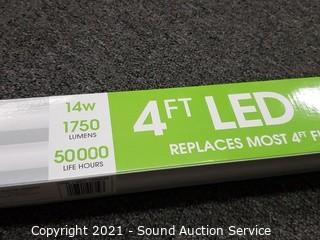 14w
1750
LUMENS
50000
LIFE HOURS
4FT LED
REPLACES MOST 4FT
Copyright 2021 - Sound Auction Service